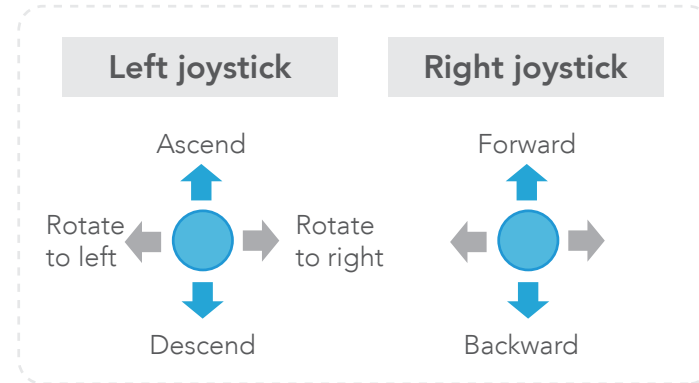 Left joystick
Right joystick
Ascend
Forward
Rotate
to left
Rotate
to right
Descend
Backward